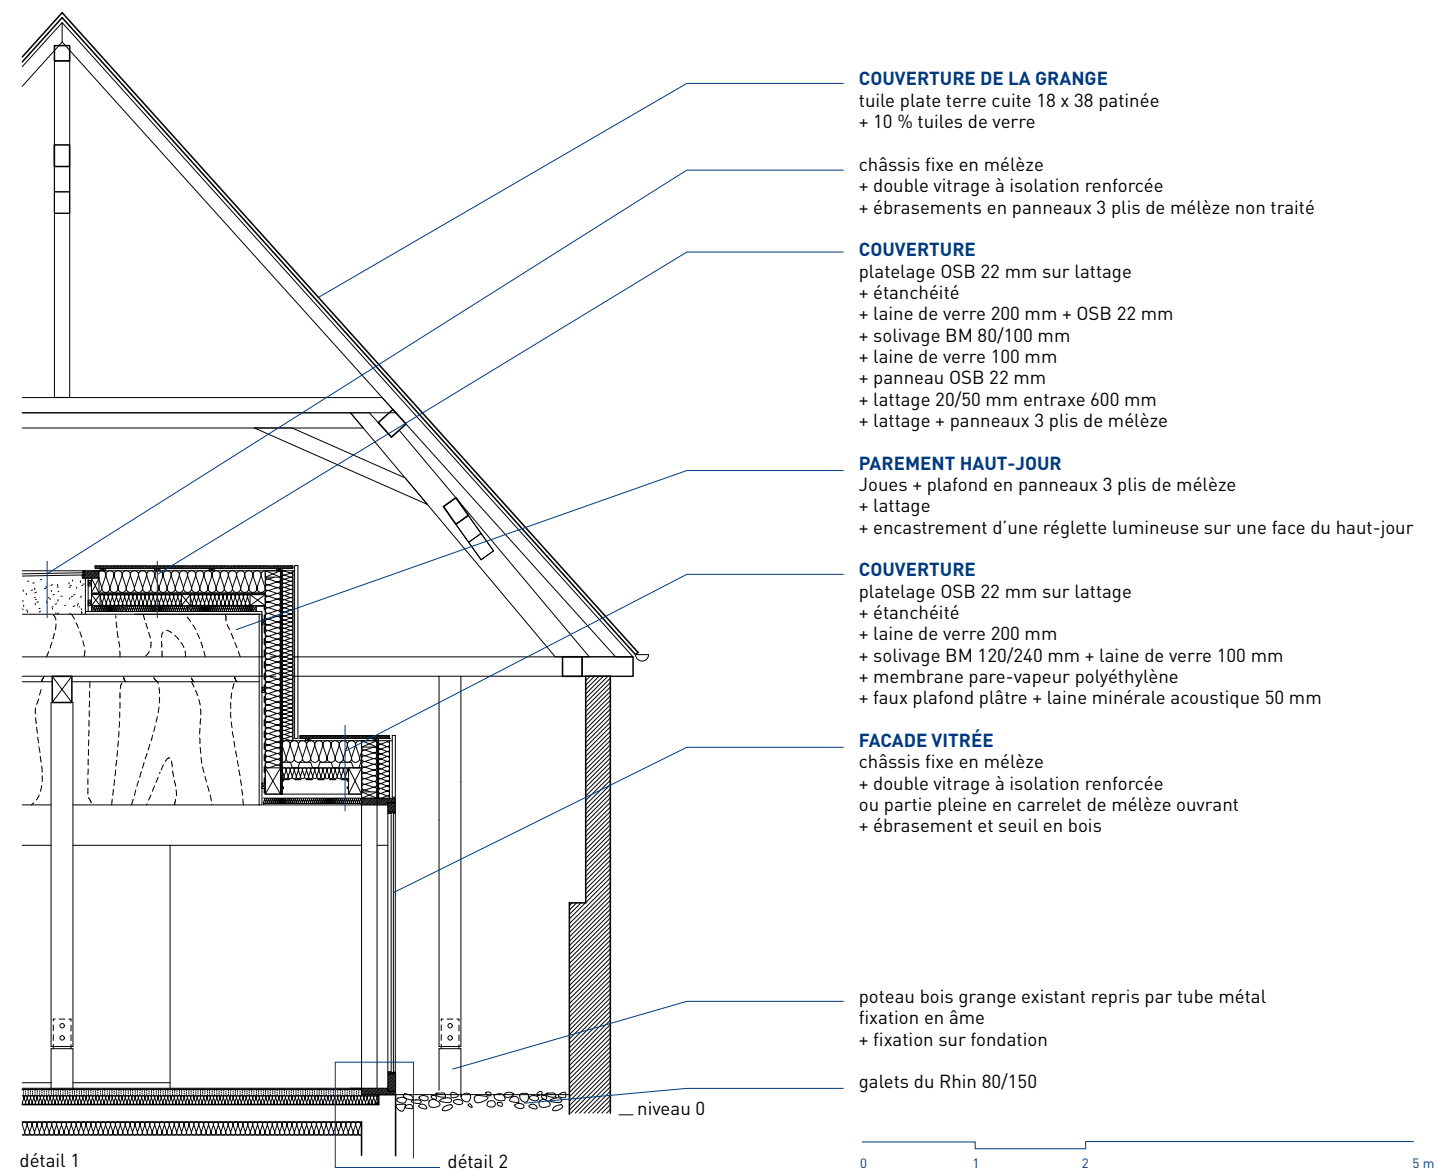 COUVERTURE DE LA GRANGE
tuile plate terre cuite 18 x 38 patinée
+ 10 % tuiles de verre
châssis fixe en mélèze
+ double vitrage à isolation renforcée
+ ébrasements en panneaux 3 plis de mélèze non traité
COUVERTURE
platelage OSB 22 mm sur lattage
+ étanchéité
+ laine de verre 200 mm + OSB 22 mm
+ solivage BM 80/100 mm
+ laine de verre 100 mm
+ panneau OSB 22 mm
+ lattage 20/50 mm entraxe 600 mm
+ lattage + panneaux 3 plis de mélèze
PAREMENT HAUT-JOUR
Joues + plafond en panneaux 3 plis de mélèze
+ lattage
+ encastrement d’une réglette lumineuse sur une face du haut-jour
COUVERTURE
platelage OSB 22 mm sur lattage
+ étanchéité
+ laine de verre 200 mm
+ solivage BM 120/240 mm + laine de verre 100 mm
+ membrane pare-vapeur polyéthylène
+ faux plafond plâtre + laine minérale acoustique 50 mm
FACADE VITRÉE
châssis fixe en mélèze
+ double vitrage à isolation renforcée
ou partie pleine en carrelet de mélèze ouvrant
+ ébrasement et seuil en bois
poteau bois grange existant repris par tube métal
fixation en âme
+ fixation sur fondation
galets du Rhin 80/150
niveau 0
détail 1
détail 2
0 1 2 5 m